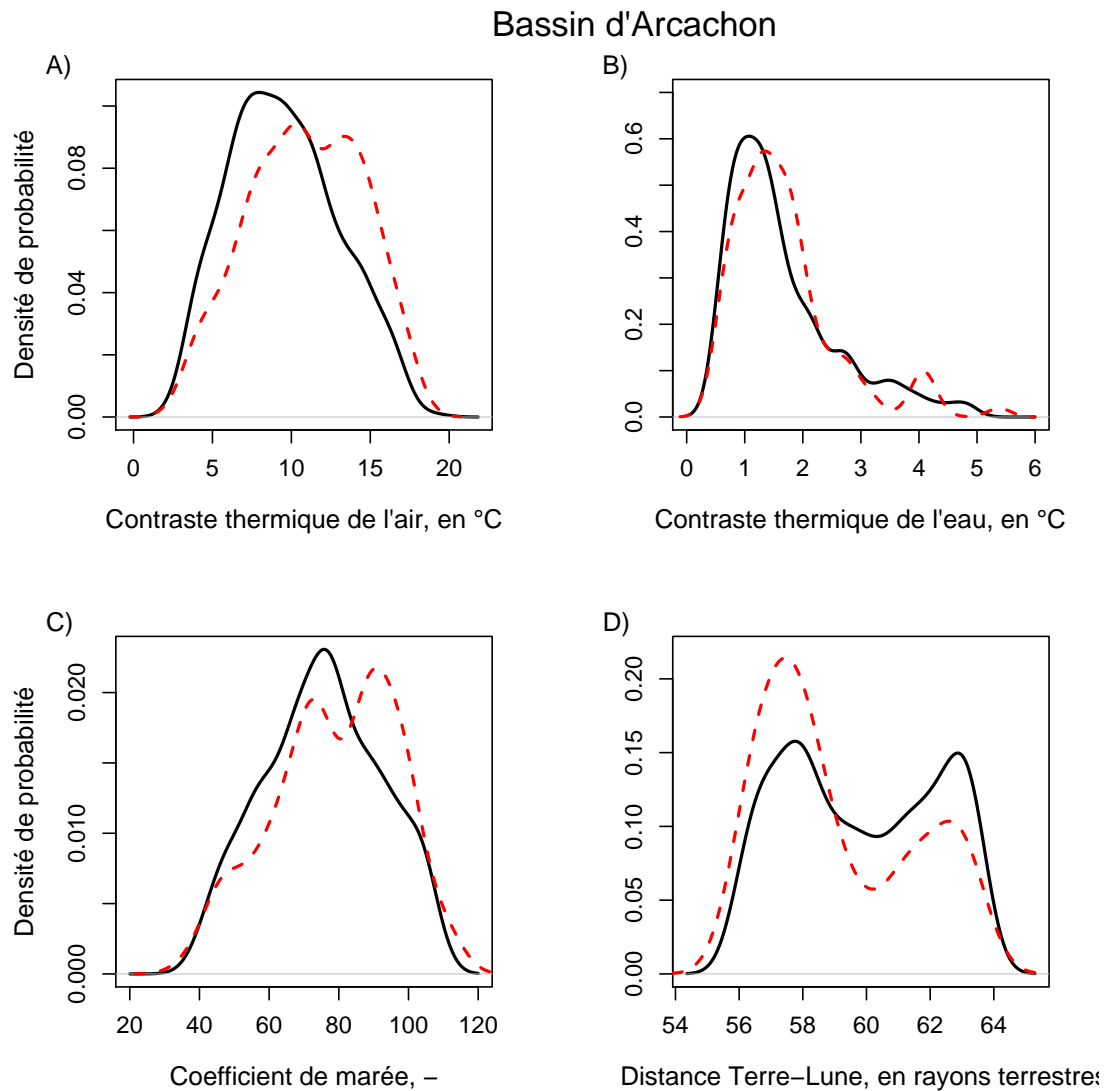 Bassin d'Arcachon
A)
B)
Densité de probabilité
0.00 0.04 0.08
0.0 0.2 0.4 0.6
0 5 10 15 20
0 1 2 3 4 5 6
Contraste thermique de l'air, en °C
Contraste thermique de l'eau, en °C
C)
D)
Densité de probabilité
0.000 0.010 0.020
0.00 0.05 0.10 0.15 0.20
20 40 60 80 100 120
54 56 58 60 62 64
Coefficient de marée, −
Distance Terre−Lune, en rayons terrestres